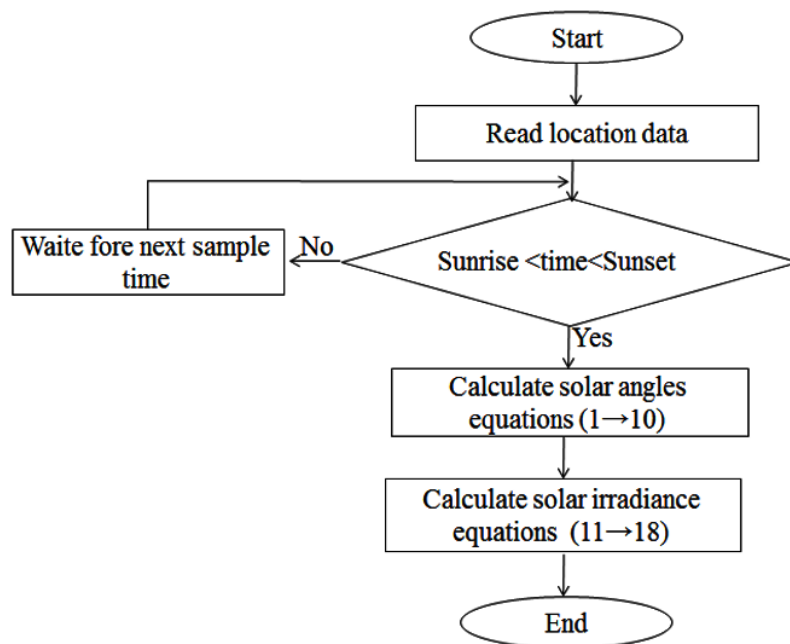 Start
Read location data
Waite fore next sample
time
No
Sunrise <time<Sunset
Yes
Calculate solar angles
equations (1→10)
Calculate solar irradiance
equations (11→18)
End